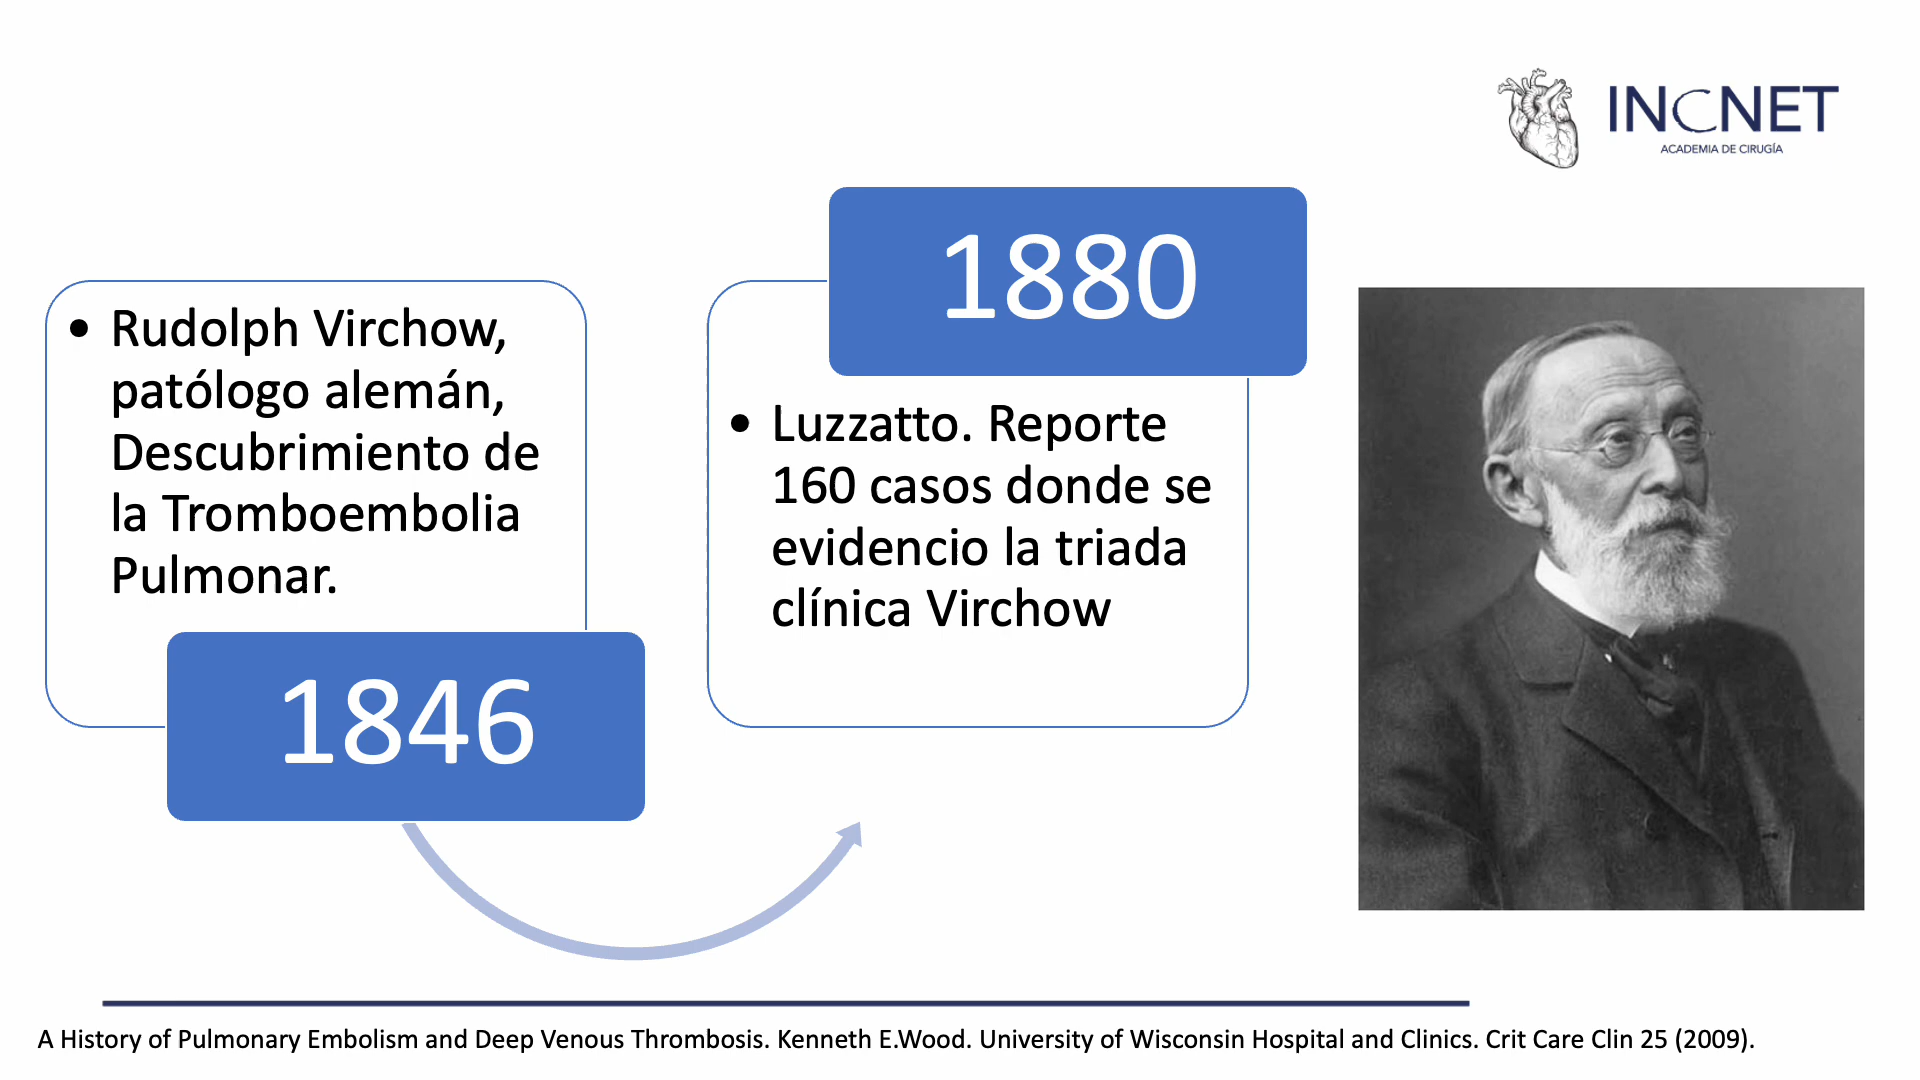 INCNET
ACADEMIA DE CIRUGÍA
• Rudolph Virchow,
patólogo alemán,
Descubrimiento de
la Tromboembolia
Pulmonar.
1846
1880
• Luzzatto. Reporte
160 casos donde se
evidencio la triada
clínica Virchow
A History of Pulmonary Embolism and Deep Venous Thrombosis. Kenneth E.Wood. University of Wisconsin Hospital and Clinics. Crit Care Clin 25 (2009).